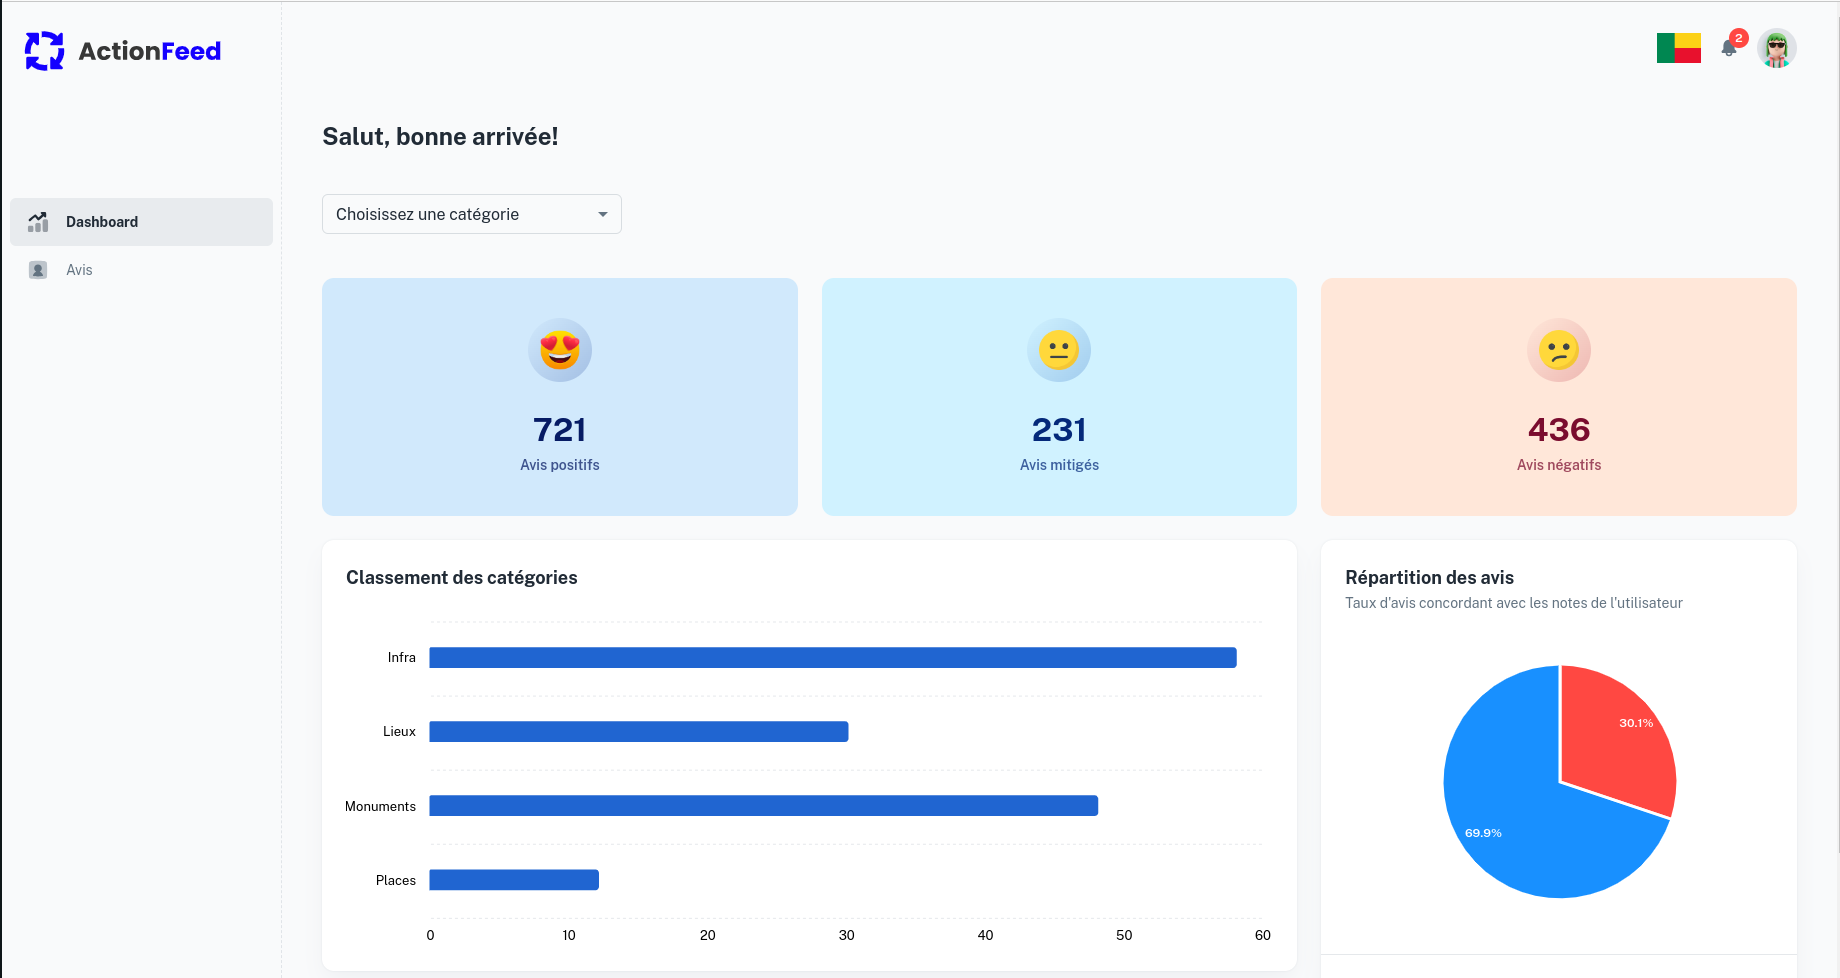 ActionFeed
2
Salut, bonne arrivée!
Choisissez une catégorie
Dashboard
Avis
721
Avis positifs
231
Avis mitigés
436
Avis négatifs
Classement des catégories
Infra
Lieux
Monuments
Places
0 10 20 30 40 50 60
Répartition des avis
Taux d'avis concordant avec les notes de l'utilisateur
30.1%
69.9%